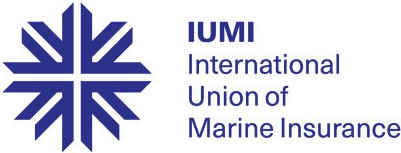 IUMI
International
Union of
Marine Insurance